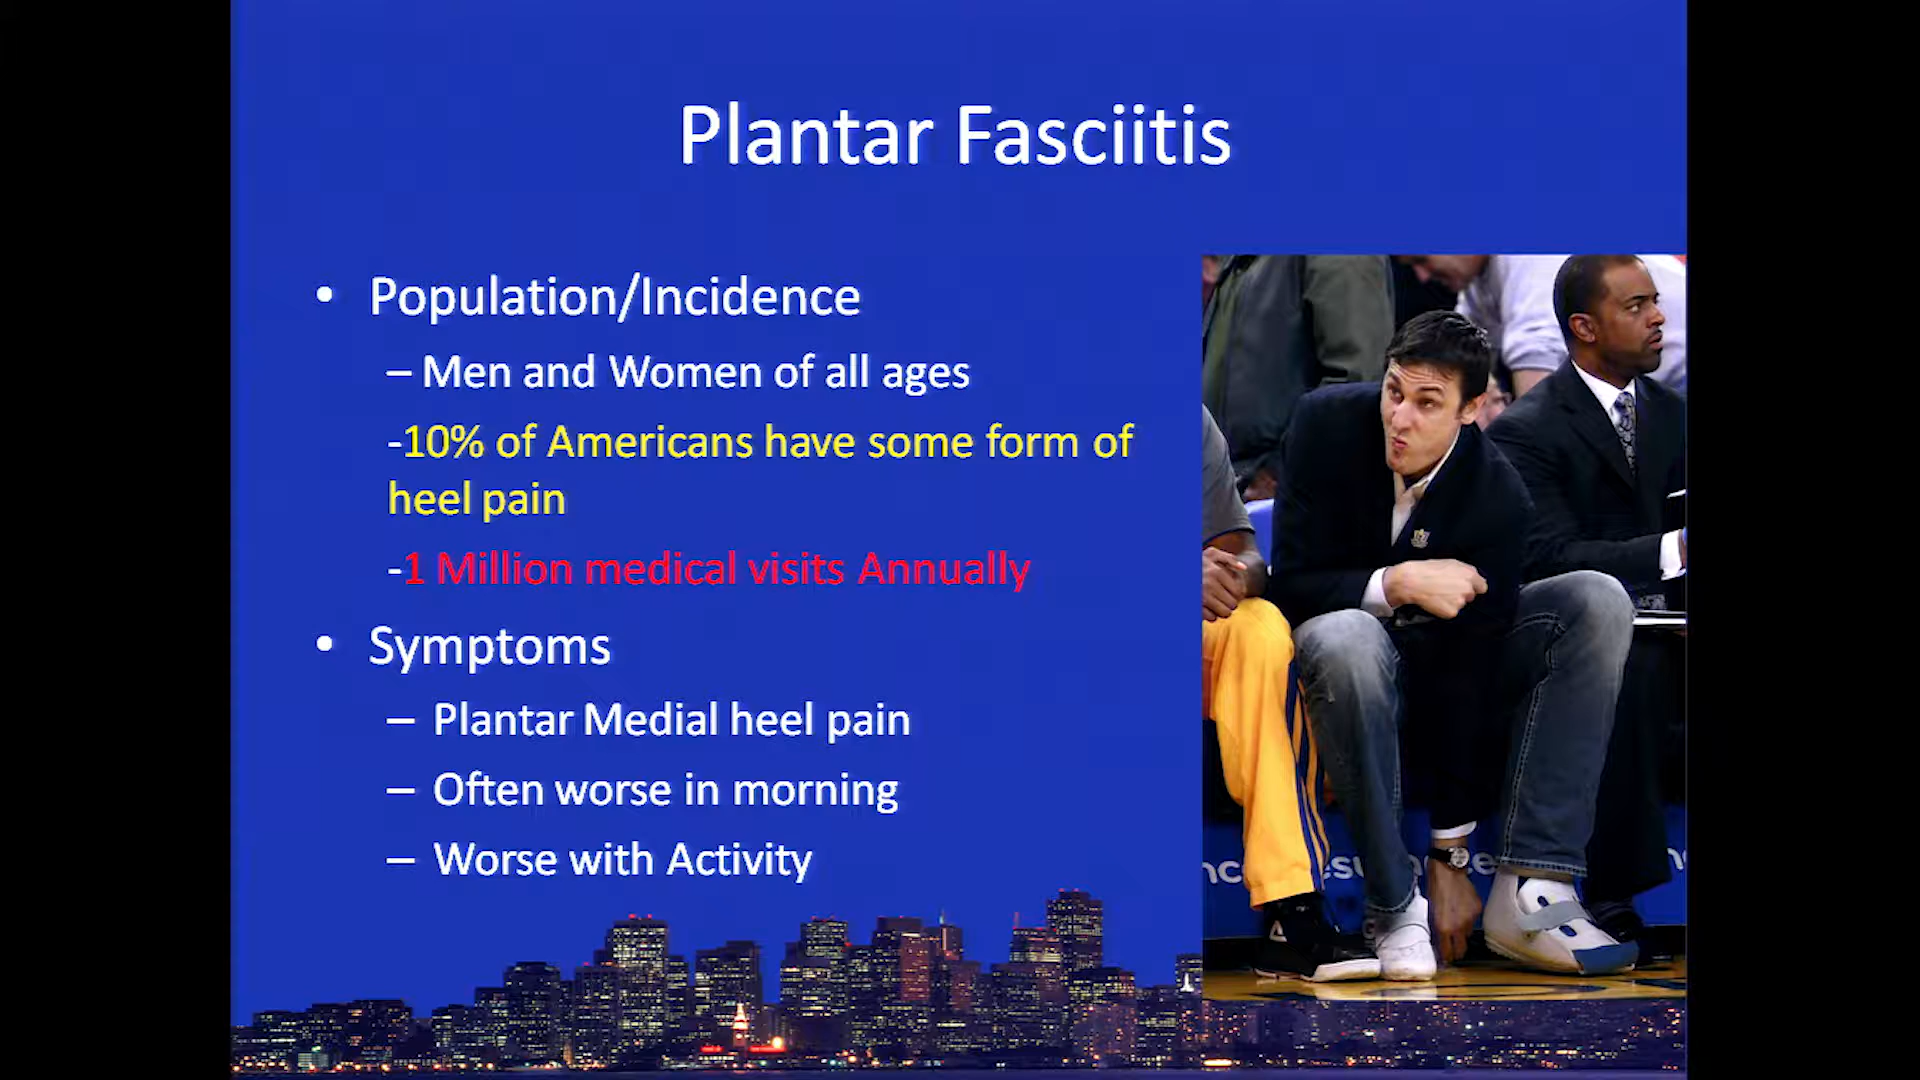 Plantar Fasciitis
• Population/Incidence
– Men and Women of all ages
-10% of Americans have some form of
heel pain
-1 Million medical visits Annually
• Symptoms
– Plantar Medial heel pain
– Often worse in morning
– Worse with Activity